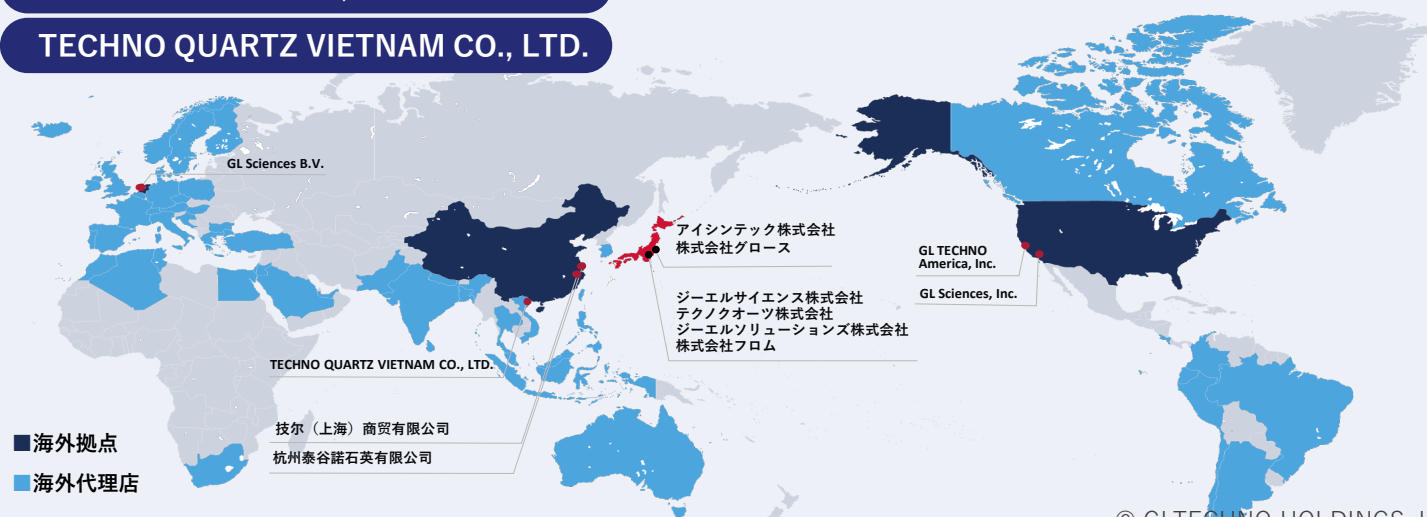 TECHNO QUARTZ VIETNAM CO., LTD.
GL Sciences B.V.
アイシンテック株式会社
株式会社グロース
GL TECHNO
America, Inc.
GL Sciences, Inc.
ジーエルサイエンス株式会社
テクノクオーツ株式会社
ジーエルソリューションズ株式会社
株式会社フロム
TECHNO QUARTZ VIETNAM CO., LTD.
技尔（上海）商贸有限公司
杭州泰谷諾石英有限公司
■海外拠点
■海外代理店
© GLTECHNO HOLDINGS, I